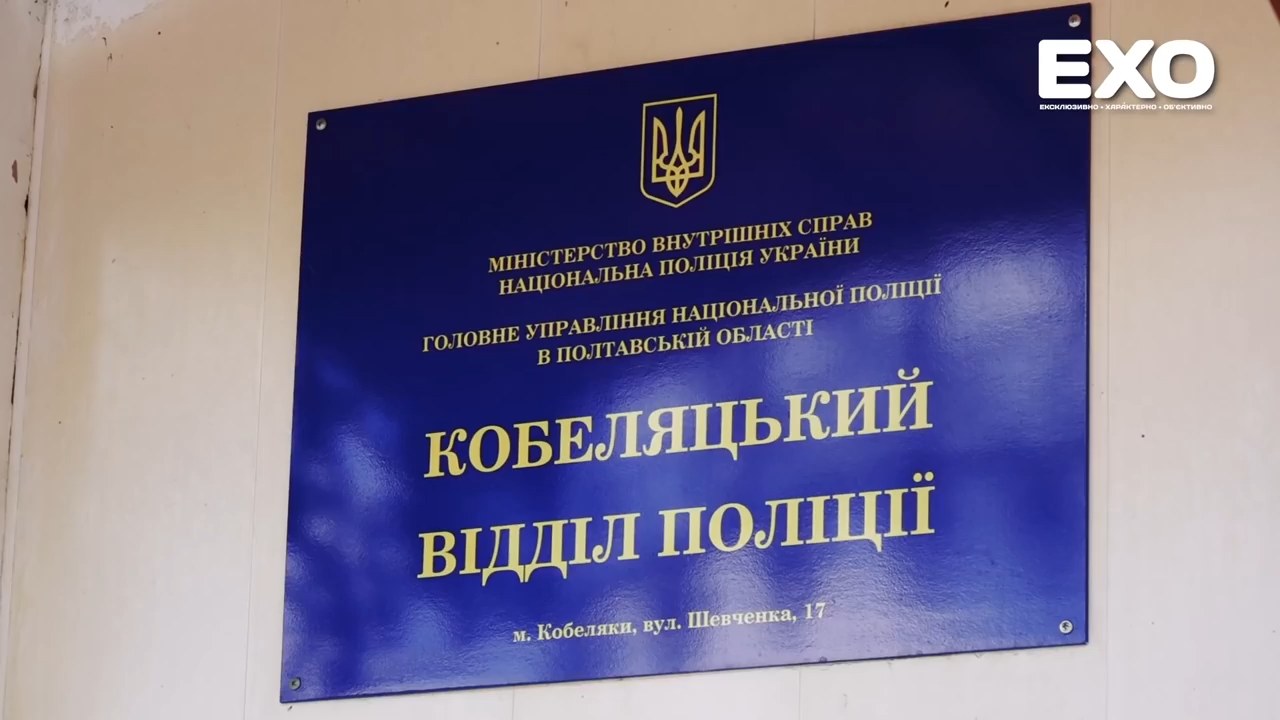 ЕХО
ЕКСКЛЮЗИВНО • ХАРАКТЕРНО • ОБ'ЄКТИВНО
МІНІСТЕРСТВО ВНУТРІШНІХ СПРАВ
НАЦІОНАЛЬНА ПОЛІЦІЯ УКРАЇНИ
ГОЛОВНЕ УПРАВЛІННЯ НАЦІОНАЛЬНОЇ ПОЛІЦІЇ
В ПОЛТАВСЬКІЙ ОБЛАСТІ
КОБЕЛЯЦЬКИЙ
ВІДДІЛ ПОЛІЦІЇ
м. Кобеляки, вул. Шевченка, 17